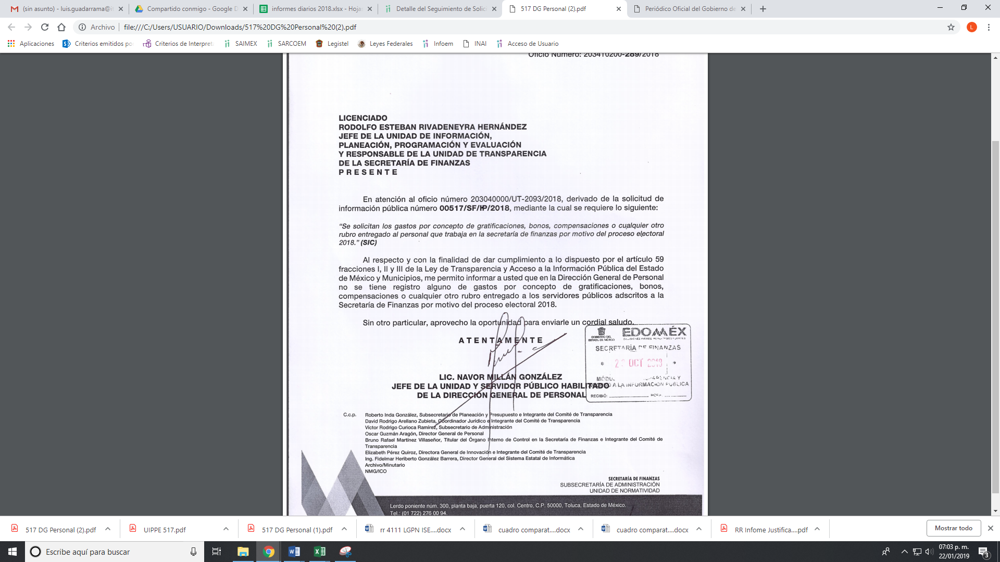 (sin asunto) - luis.guadarrama@it
Compartido conmigo - Google D
informes diarios 2018.xlsx - Hojas
Detalle del Seguimiento de Solici
517 DG Personal (2).pdf
Periódico Oficial del Gobierno de
Archivo
file:///C:/Users/USUARIO/Downloads/517%20DG%20Personal%20(2).pdf
L
Aplicaciones
Criterios emitidos po
Criterios de Interpreta
SAIMEX
SARCOEM
Legistel
Leyes Federales
Infoem
INAI
Acceso de Usuario
Oficio Número: 203410200-289/2018
LICENCIADO
RODOLFO ESTEBAN RIVADENEYRA HERNÁNDEZ
JEFE DE LA UNIDAD DE INFORMACIÓN,
PLANEACIÓN, PROGRAMACIÓN Y EVALUACIÓN
Y RESPONSABLE DE LA UNIDAD DE TRANSPARENCIA
DE LA SECRETARÍA DE FINANZAS
P R E S E N T E
En atención al oficio número 203040000/UT-2093/2018, derivado de la solicitud de
información pública número 00517/SF/IP/2018, mediante la cual se requiere lo siguiente:
“Se solicitan los gastos por concepto de gratificaciones, bonos, compensaciones o cualquier otro
rubro entregado al personal que trabaja en la secretaría de finanzas por motivo del proceso electoral
2018.” (SIC)
Al respecto y con la finalidad de dar cumplimiento a lo dispuesto por el artículo 59
fracciones I, II y III de la Ley de Transparencia y Acceso a la Información Pública del Estado
de México y Municipios, me permito informar a usted que en la Dirección General de Personal
no se tiene registro alguno de gastos por concepto de gratificaciones, bonos,
compensaciones o cualquier otro rubro entregado a los servidores públicos adscritos a la
Secretaría de Finanzas por motivo del proceso electoral 2018.
Sin otro particular, aprovecho la oportunidad para enviarle un cordial saludo.
A T E N T A M E N T E
GOBIERNO DEL
ESTADO DE MÉXICO
EDOMÉX
DECISIONES FIRMES, RESULTADOS FUERTES
SECRETARÍA DE FINANZAS
OCT 2018
ACCESO A LA INFORMACIÓN PÚBLICA
RECIBIÓ: HORA:
LIC. NAVOR MILLÁN GONZÁLEZ
JEFE DE LA UNIDAD Y SERVIDOR PÚBLICO HABILITADO
DE LA DIRECCIÓN GENERAL DE PERSONAL
C.c.p. Roberto Inda González, Subsecretario de Planeación y Presupuesto e Integrante del Comité de Transparencia
David Rodrigo Arellano Zubieta, Coordinador Jurídico e Integrante del Comité de Transparencia
Víctor Rodrigo Curioca Ramírez, Subsecretario de Administración
Oscar Guzmán Aragón, Director General de Personal
Bruno Rafael Martínez Villaseñor, Titular del Órgano Interno de Control en la Secretaría de Finanzas e Integrante del Comité de
Transparencia
Elizabeth Pérez Quiroz, Directora General de Innovación e Integrante del Comité de Transparencia
Ing. Fidelmar Heriberto González Barrera, Director General del Sistema Estatal de Informática
Archivo/Minutario
NMG/ICO
SECRETARÍA DE FINANZAS
SUBSECRETARÍA DE ADMINISTRACIÓN
UNIDAD DE NORMATIVIDAD
Lerdo poniente núm. 300, planta baja, puerta 120, col. Centro, C.P. 50000, Toluca, Estado de México.
Tel.: (01 722) 276 00 94.
517 DG Personal (2).pdf
UIPPE 517.pdf
517 DG Personal (1).pdf
rr 4111 LGPN ISE....docx
cuadro comparat....docx
cuadro comparat....docx
RR Infome Justifica....pdf
Mostrar todo
Escribe aquí para buscar
07:03 p. m.
22/01/2019
3